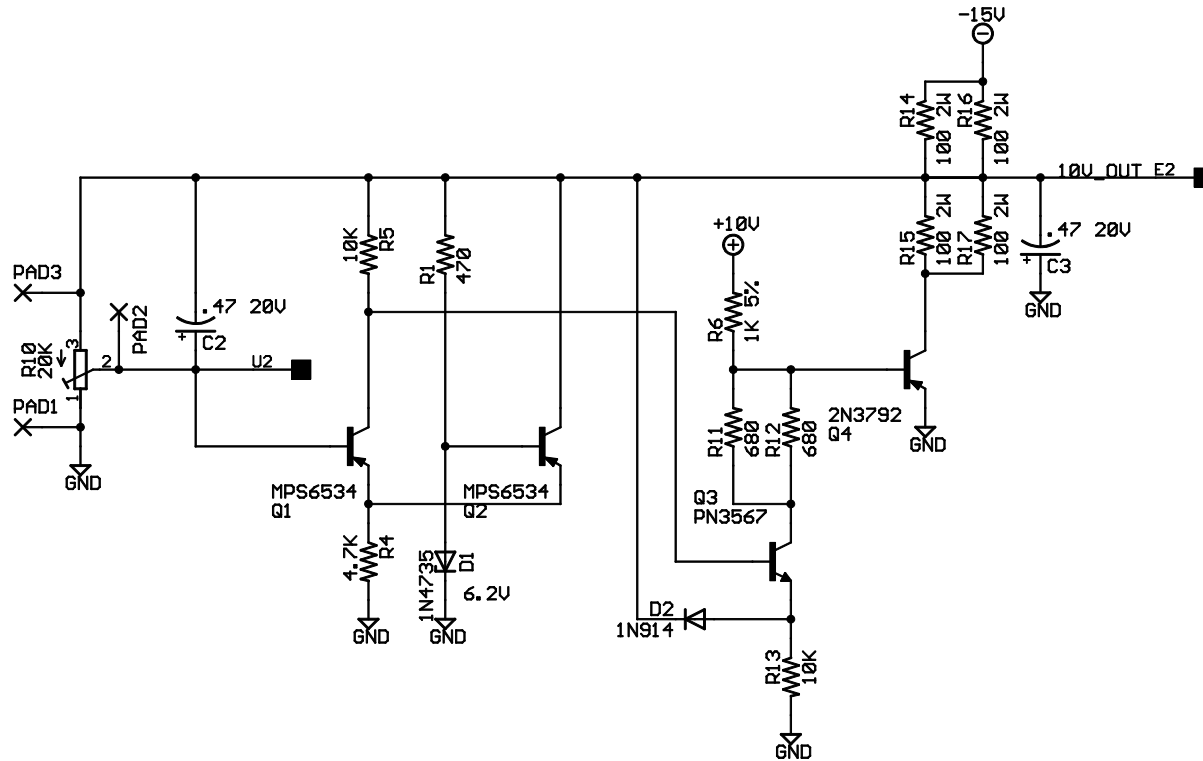 -15V
R14
100 2W
R16
100 2W
10V_OUT E2
R15
100 2W
R17
100 2W
.47 20V
C3
GND
+10V
R6
1K 5%
10K
R5
R1
470
PAD3
R10
20K
3
2
1
PAD2
.47 20V
C2
U2
PAD1
GND
MPS6534
Q1
MPS6534
Q2
R11
680
R12
680
2N3792
Q4
GND
Q3
PN3567
4.7K
R4
GND
1N4735
D1
6.2V
GND
D2
1N914
R13
10K
GND